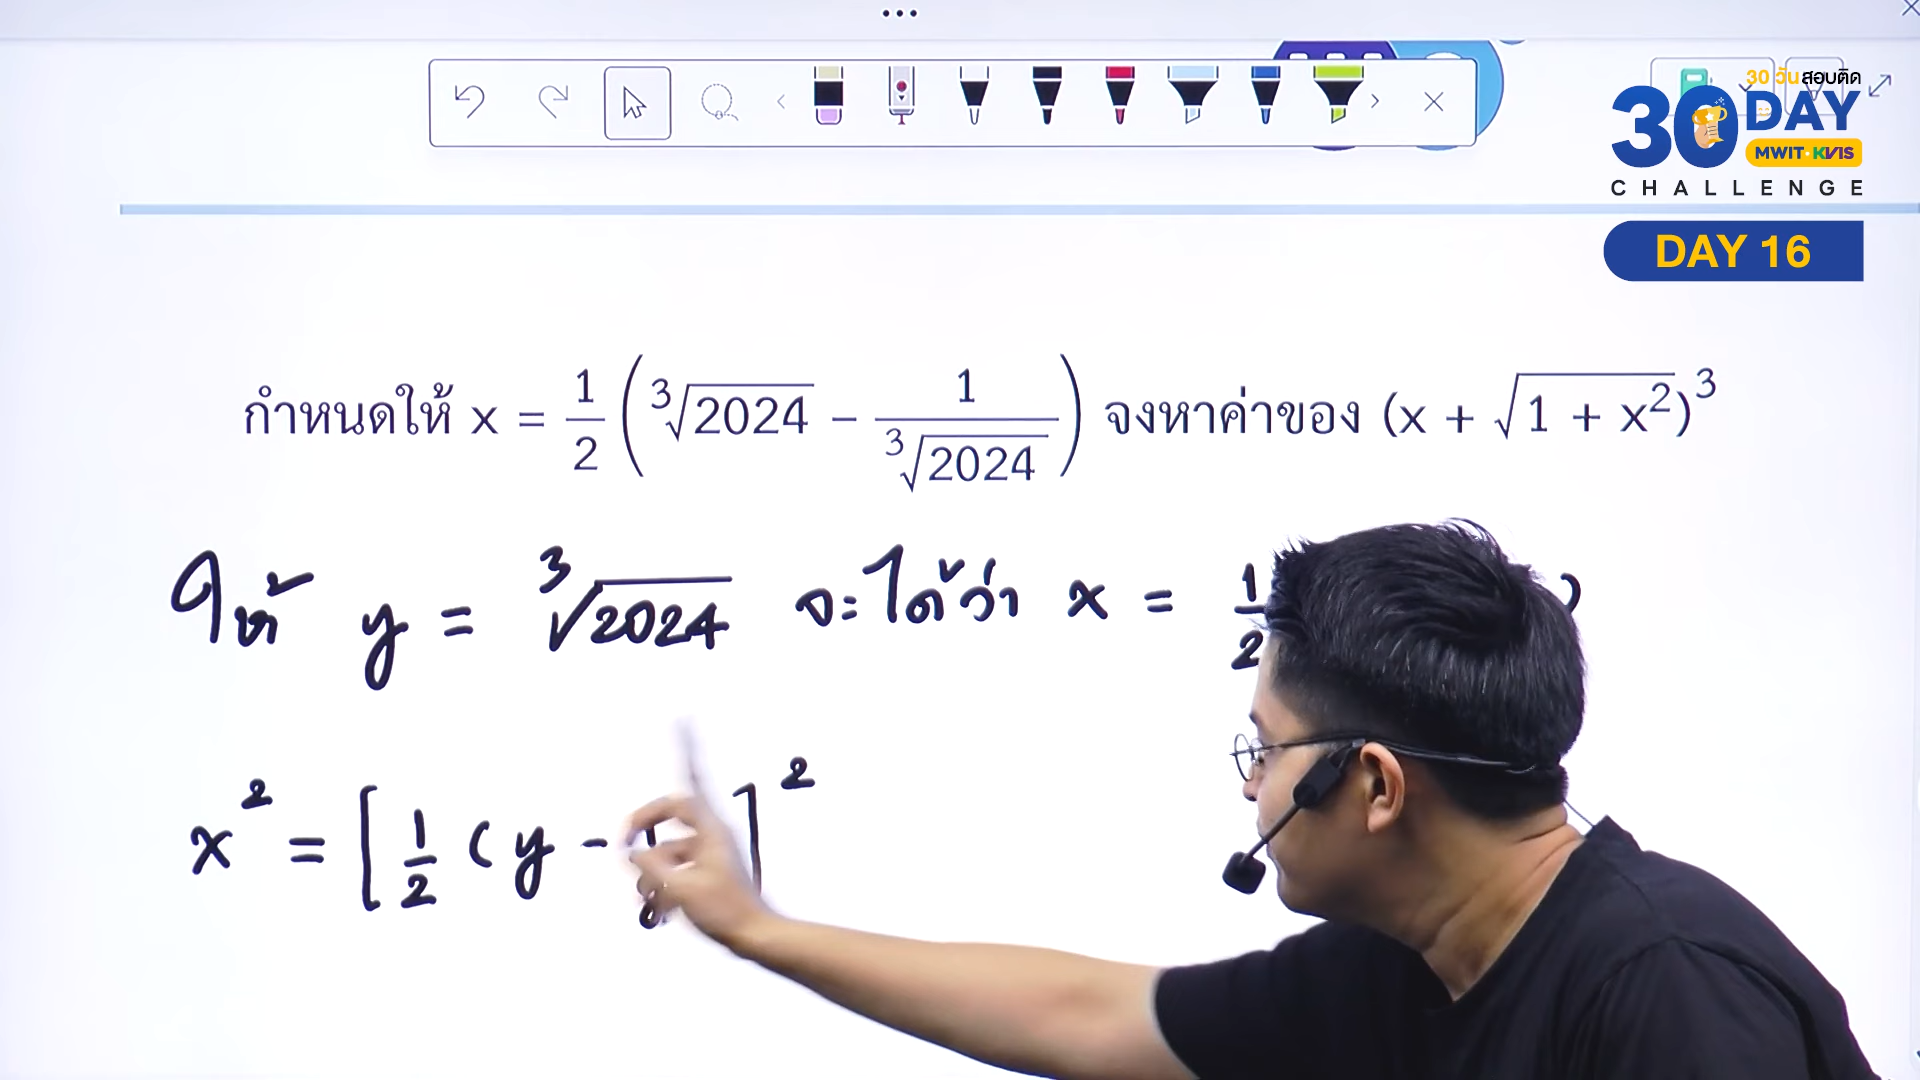 30 วันสอบติด
30 DAY
MWIT·KVIS
CHALLENGE
DAY 16
กำหนดให้ x = 1/2 (∛2024 − 1/∛2024) จงหาค่าของ (x + √(1 + x²))³
ให้ y = ∛2024 จะได้ว่า x = 1/2 )
x² = [1/2 (y - 1 ]²